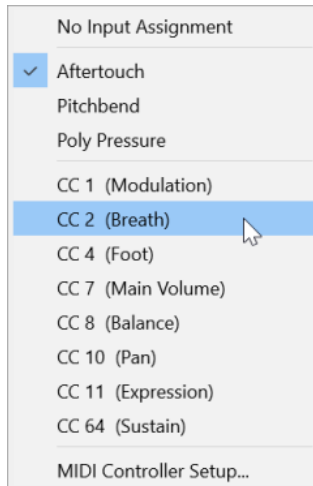 No Input Assignment
Aftertouch
Pitchbend
Poly Pressure
CC 1 (Modulation)
CC 2 (Breath)
CC 4 (Foot)
CC 7 (Main Volume)
CC 8 (Balance)
CC 10 (Pan)
CC 11 (Expression)
CC 64 (Sustain)
MIDI Controller Setup...